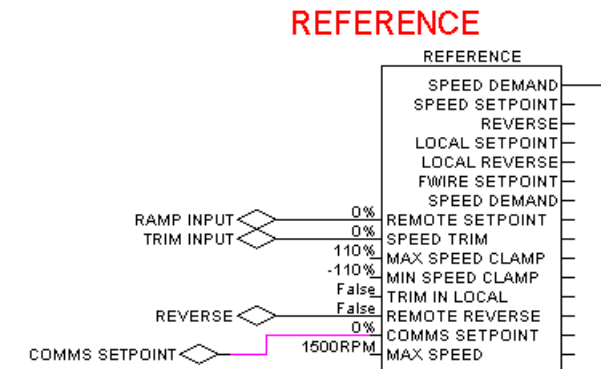 REFERENCE
REFERENCE
SPEED DEMAND
SPEED SETPOINT
REVERSE
LOCAL SETPOINT
LOCAL REVERSE
FWIRE SETPOINT
SPEED DEMAND
RAMP INPUT 0% REMOTE SETPOINT
TRIM INPUT 0% SPEED TRIM
110% MAX SPEED CLAMP
-110% MIN SPEED CLAMP
False TRIM IN LOCAL
REVERSE False REMOTE REVERSE
COMMS SETPOINT 0% COMMS SETPOINT
1500RPM MAX SPEED